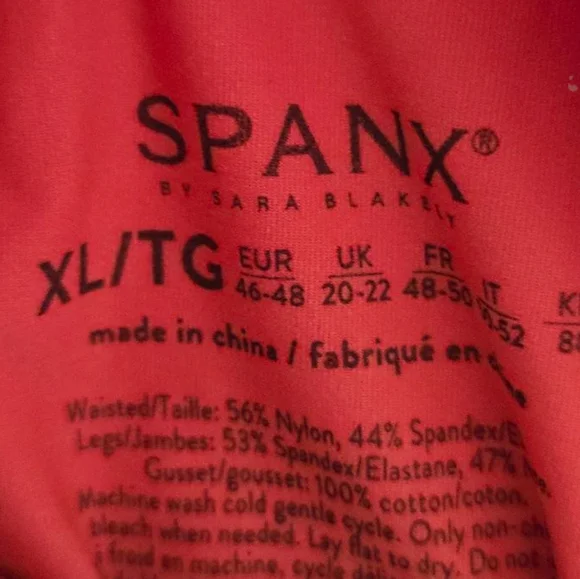 SPANX®
BY SARA BLAKELY
XL/TG EUR 46-48 UK 20-22 FR 48-50 IT
made in china / fabriqué en
Waisted/Taille: 56% Nylon, 44% Spandex/
Legs/Jambes: 53% Spandex/Elastane, 47%
Gusset/gousset: 100% cotton/coton.
Machine wash cold gentle cycle. Only non-
bleach when needed. Lay flat to dry. Do not
à froid en machine, cycle